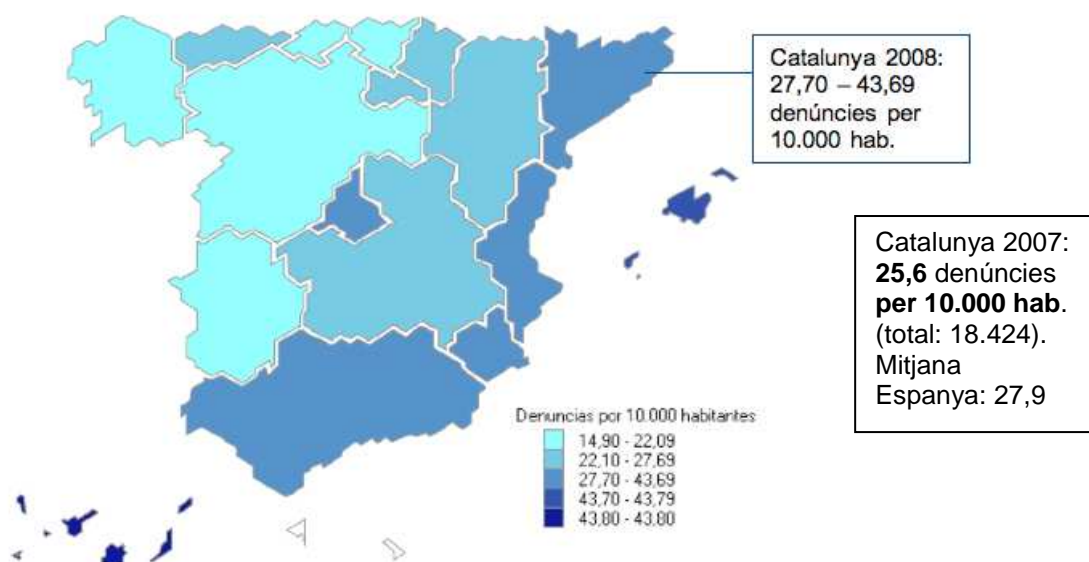 Catalunya 2008:
27,70 – 43,69
denúncies per
10.000 hab.
Catalunya 2007:
25,6 denúncies
per 10.000 hab.
(total: 18.424).
Mitjana
Espanya: 27,9
Denuncias por 10.000 habitantes
14,90 - 22,09
22,10 - 27,69
27,70 - 43,69
43,70 - 43,79
43,80 - 43,80